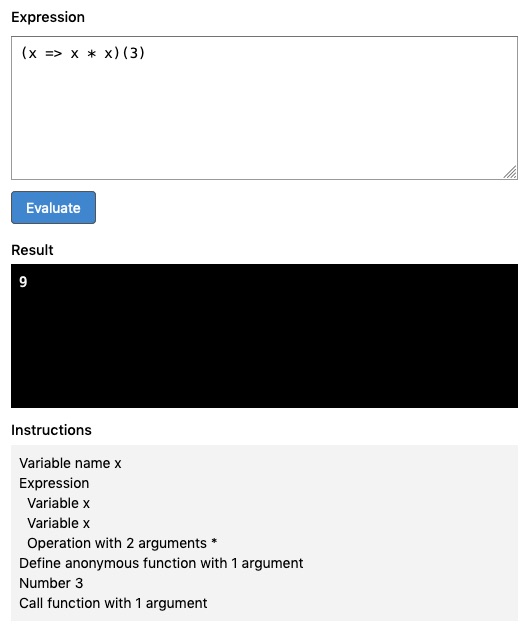 Expression
(x => x * x)(3)
Evaluate
Result
9
Instructions
Variable name x
Expression
Variable x
Variable x
Operation with 2 arguments *
Define anonymous function with 1 argument
Number 3
Call function with 1 argument